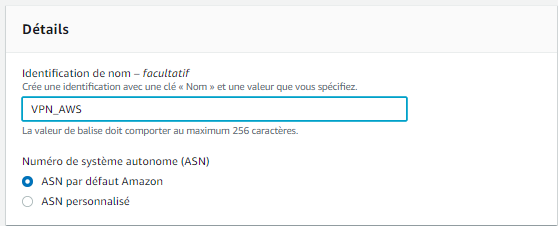 Détails
Identification de nom – facultatif
Crée une identification avec une clé « Nom » et une valeur que vous spécifiez.
VPN_AWS
La valeur de balise doit comporter au maximum 256 caractères.
Numéro de système autonome (ASN)
ASN par défaut Amazon
ASN personnalisé